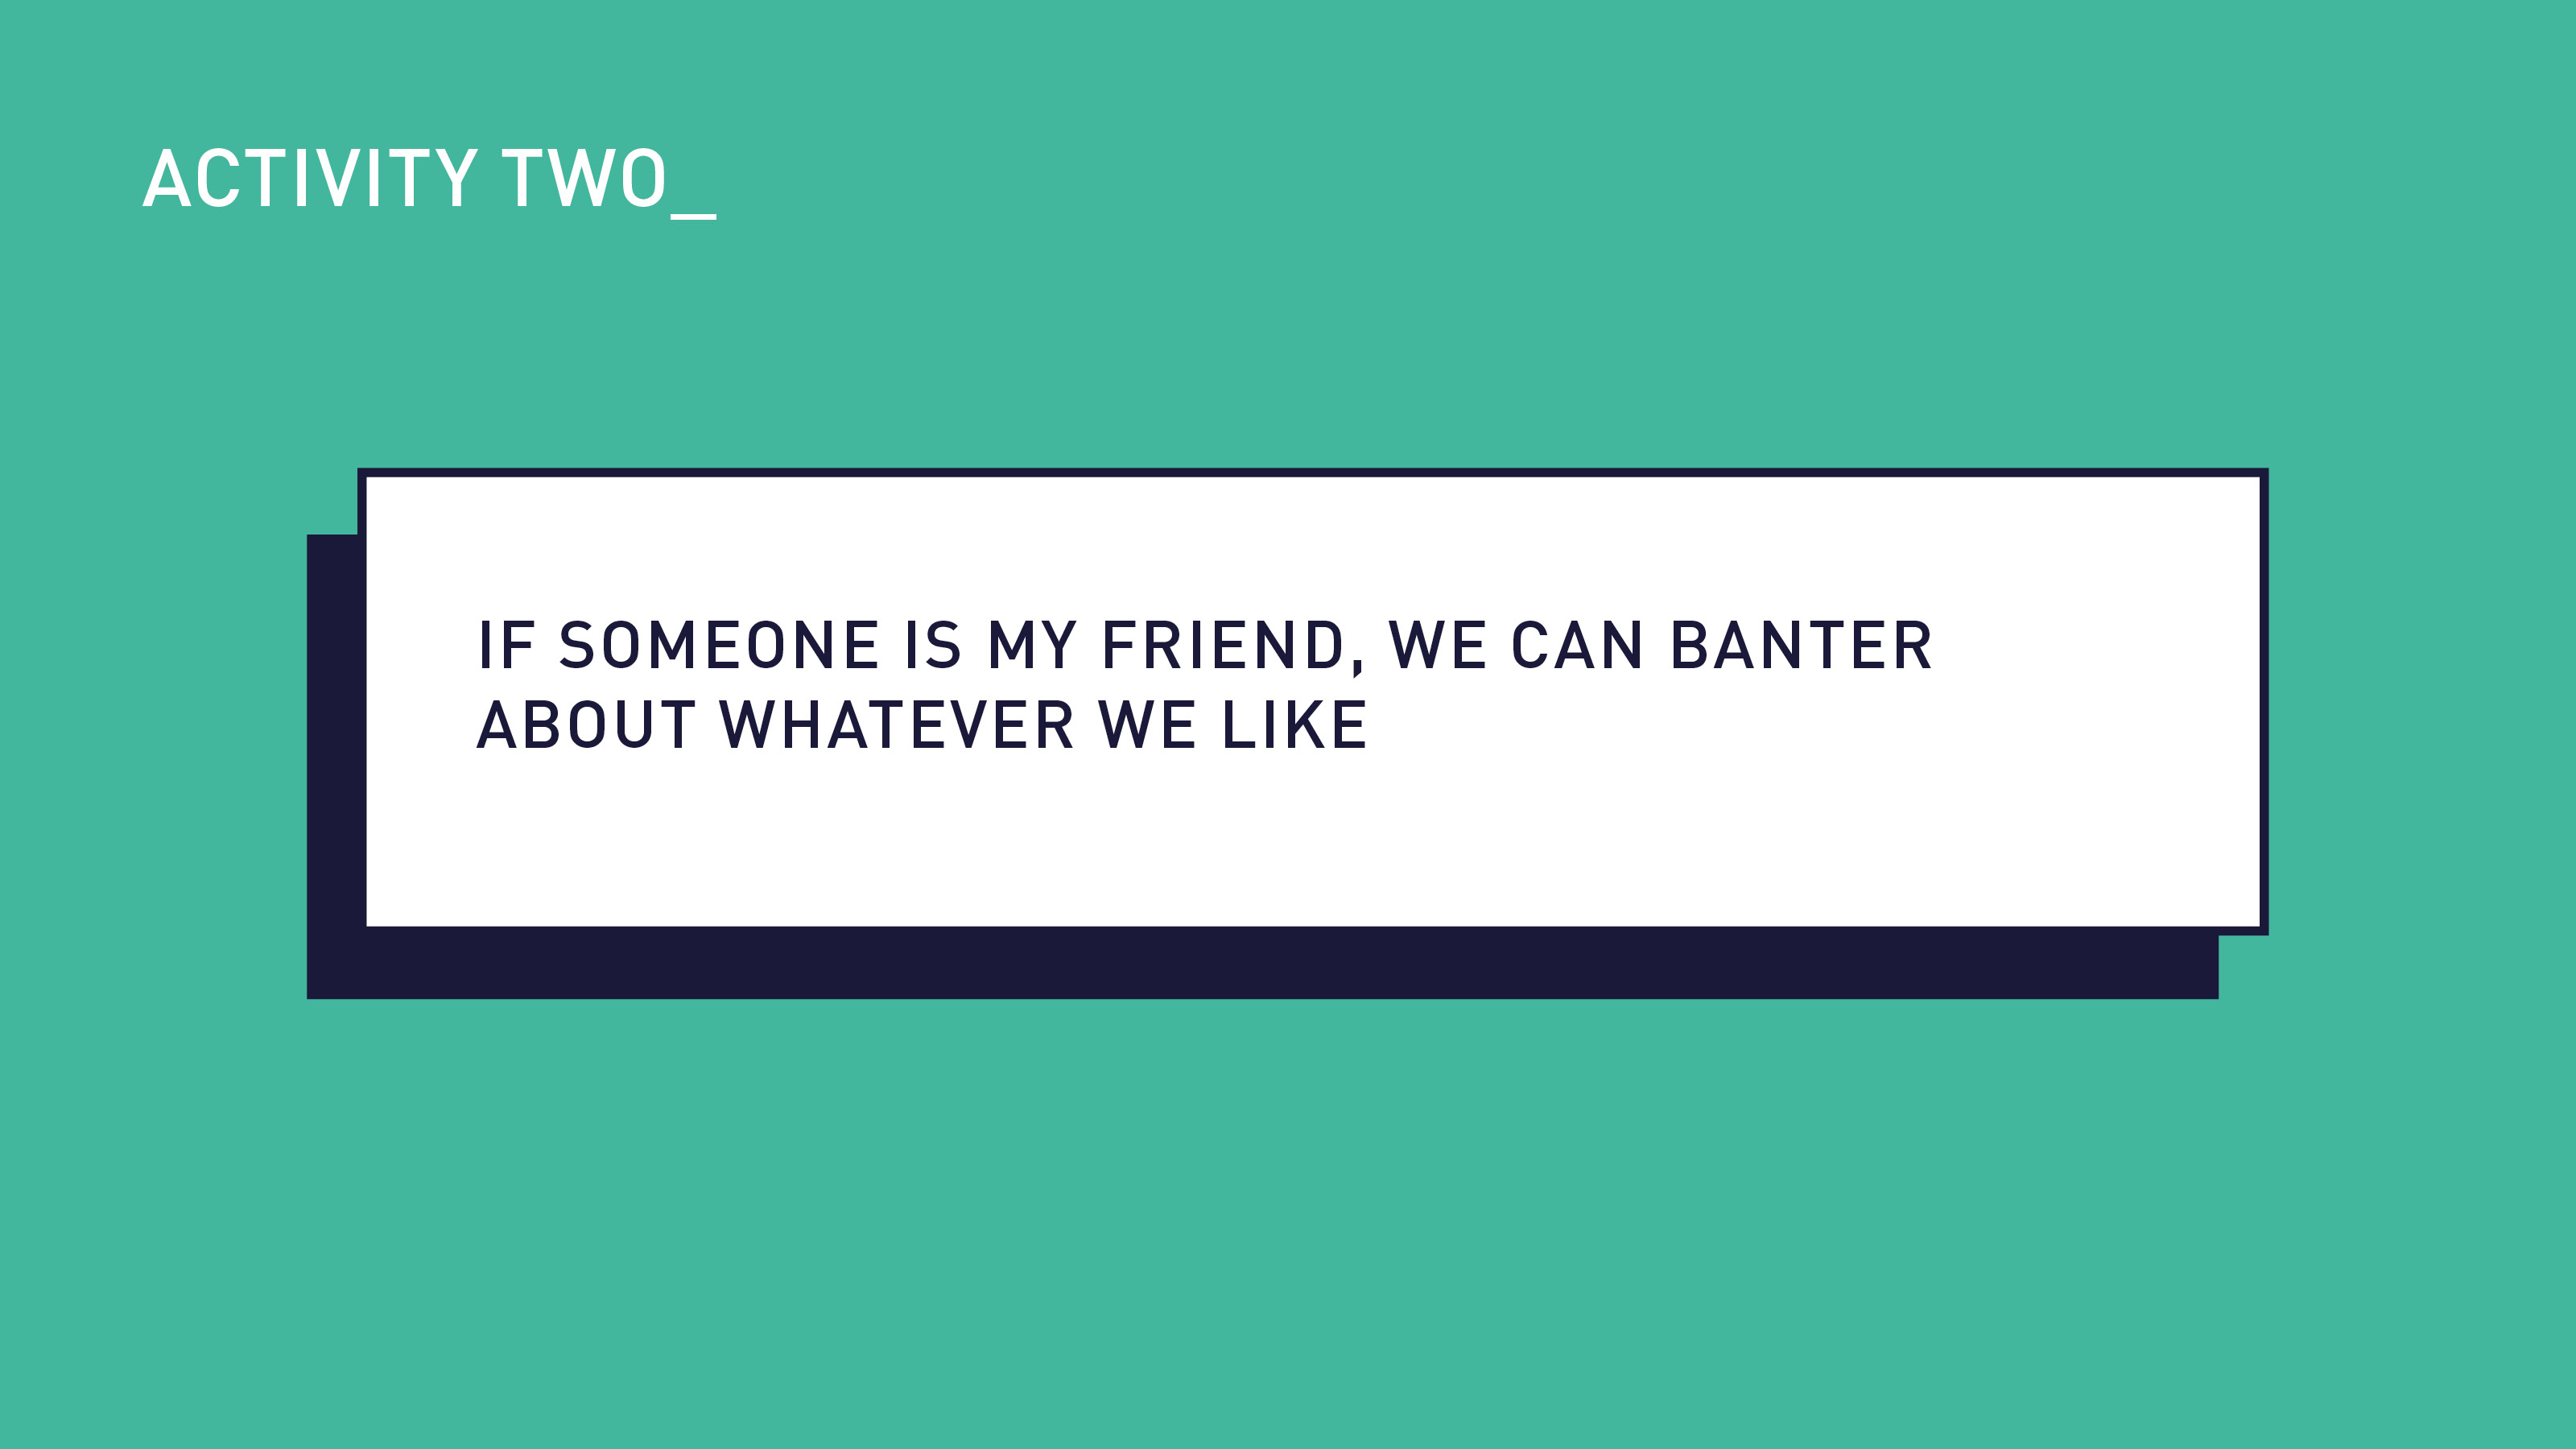 ACTIVITY TWO_
IF SOMEONE IS MY FRIEND, WE CAN BANTER
ABOUT WHATEVER WE LIKE